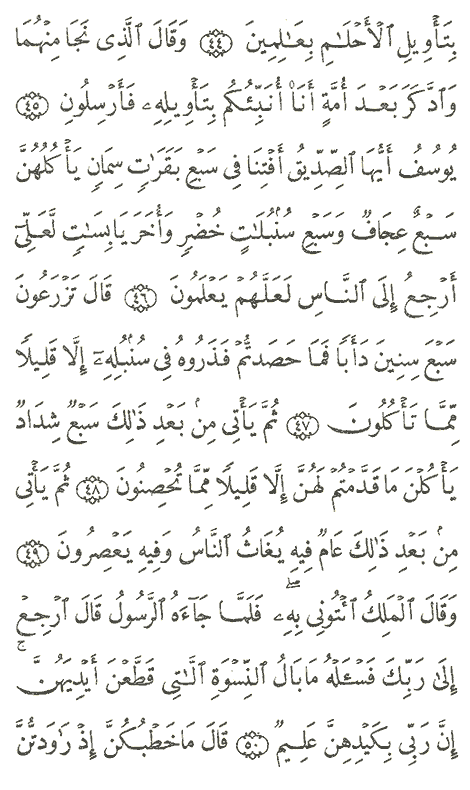 بِتَأۡوِيلِ ٱلۡأَحۡلَٰمِ بِعَٰلِمِينَ ٤٤ وَقَالَ ٱلَّذِى نَجَا مِنۡهُمَا
وَٱدَّكَرَ بَعۡدَ أُمَّةٍ أَنَا۠ أُنَبِّئُكُم بِتَأۡوِيلِهِۦ فَأَرۡسِلُونِ ٤٥
يُوسُفُ أَيُّهَا ٱلصِّدِّيقُ أَفۡتِنَا فِى سَبۡعِ بَقَرَٰتٍ سِمَانٍ يَأۡكُلُهُنَّ
سَبۡعٌ عِجَافٌ وَسَبۡعِ سُنۢبُلَٰتٍ خُضۡرٍ وَأُخَرَ يَابِسَٰتٍ لَّعَلِّىٓ
أَرۡجِعُ إِلَى ٱلنَّاسِ لَعَلَّهُمۡ يَعۡلَمُونَ ٤٦ قَالَ تَزۡرَعُونَ
سَبۡعَ سِنِينَ دَأَبًا فَمَا حَصَدتُّمۡ فَذَرُوهُ فِى سُنۢبُلِهِۦٓ إِلَّا قَلِيلًا
مِّمَّا تَأۡكُلُونَ ٤٧ ثُمَّ يَأۡتِى مِنۢ بَعۡدِ ذَٰلِكَ سَبۡعٌ شِدَادٌ
يَأۡكُلۡنَ مَا قَدَّمۡتُمۡ لَهُنَّ إِلَّا قَلِيلًا مِّمَّا تُحۡصِنُونَ ٤٨ ثُمَّ يَأۡتِى
مِنۢ بَعۡدِ ذَٰلِكَ عَامٌ فِيهِ يُغَاثُ ٱلنَّاسُ وَفِيهِ يَعۡصِرُونَ ٤٩
وَقَالَ ٱلۡمَلِكُ ٱئۡتُونِى بِهِۦۖ فَلَمَّا جَآءَهُ ٱلرَّسُولُ قَالَ ٱرۡجِعۡ
إِلَىٰ رَبِّكَ فَسۡـَٔلۡهُ مَا بَالُ ٱلنِّسۡوَةِ ٱلَّٰتِى قَطَّعۡنَ أَيۡدِيَهُنَّۚ
إِنَّ رَبِّى بِكَيۡدِهِنَّ عَلِيمٌ ٥٠ قَالَ مَا خَطۡبُكُنَّ إِذۡ رَٰوَدتُّنَّ